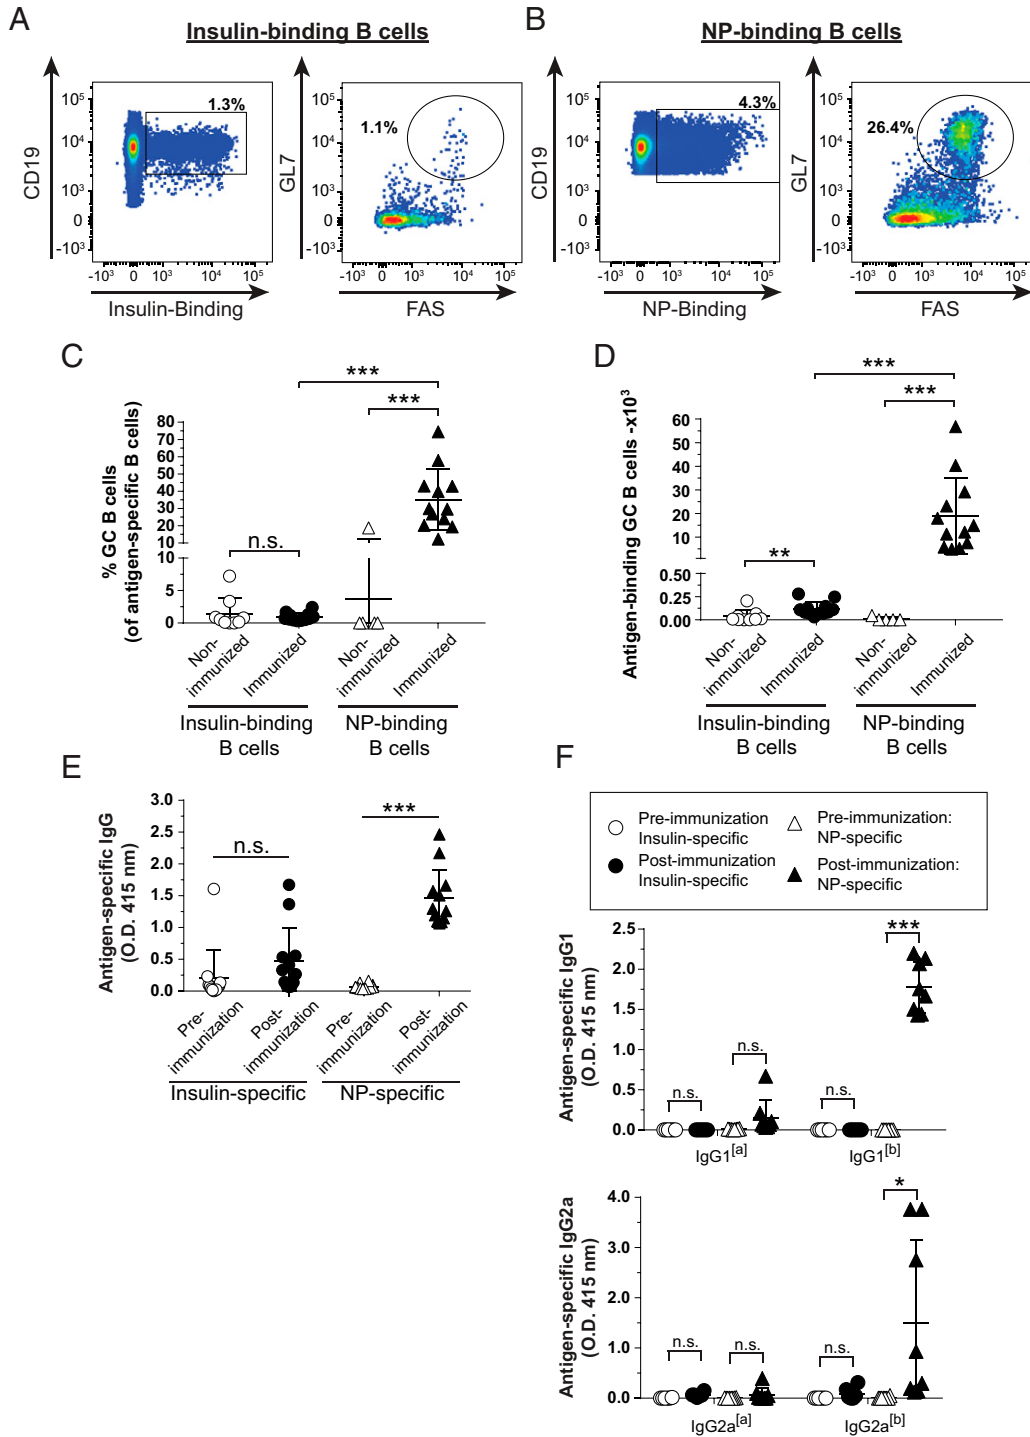 A
Insulin-binding B cells
CD19
10⁵
10⁴
10³
0
-10³
1.3%
-10³ 0 10³ 10⁴ 10⁵
Insulin-Binding
GL7
10⁵
10⁴
10³
0
-10³
1.1%
-10³ 0 10³ 10⁴ 10⁵
FAS
B
NP-binding B cells
CD19
10⁵
10⁴
10³
0
-10³
4.3%
-10³ 0 10³ 10⁴ 10⁵
NP-Binding
GL7
10⁵
10⁴
10³
0
-10³
26.4%
-10³ 0 10³ 10⁴ 10⁵
FAS
C
% GC B cells
(of antigen-specific B cells)
80
70
60
50
40
30
20
10
10
5
0
n.s.
***
***
Non-
immunized
Immunized
Non-
immunized
Immunized
Insulin-binding
B cells
NP-binding
B cells
D
Antigen-binding GC B cells -x10³
60
50
40
30
20
10
0.50
0.25
0.00
**
***
***
Non-
immunized
Immunized
Non-
immunized
Immunized
Insulin-binding
B cells
NP-binding
B cells
E
Antigen-specific IgG
(O.D. 415 nm)
3.0
2.5
2.0
1.5
1.0
0.5
0.0
n.s.
***
Pre-
immunization
Post-
immunization
Pre-
immunization
Post-
immunization
Insulin-specific
NP-specific
F
Pre-immunization
Insulin-specific
Post-immunization
Insulin-specific
Pre-immunization:
NP-specific
Post-immunization:
NP-specific
Antigen-specific IgG1
(O.D. 415 nm)
2.5
2.0
1.5
1.0
0.5
0.0
n.s.
n.s.
n.s.
***
IgG1[a]
IgG1[b]
Antigen-specific IgG2a
(O.D. 415 nm)
4.0
3.0
2.0
1.0
0.0
n.s.
n.s.
n.s.
*
IgG2a[a]
IgG2a[b]